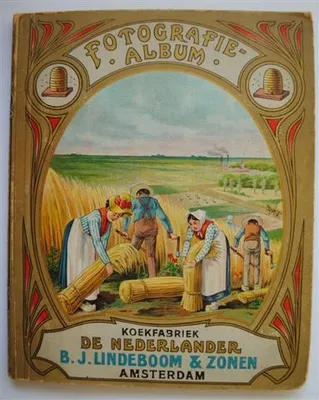 FOTOGRAFIE-
ALBUM.
KOEKFABRIEK
DE NEDERLANDER
B. J. LINDEBOOM & ZONEN
AMSTERDAM